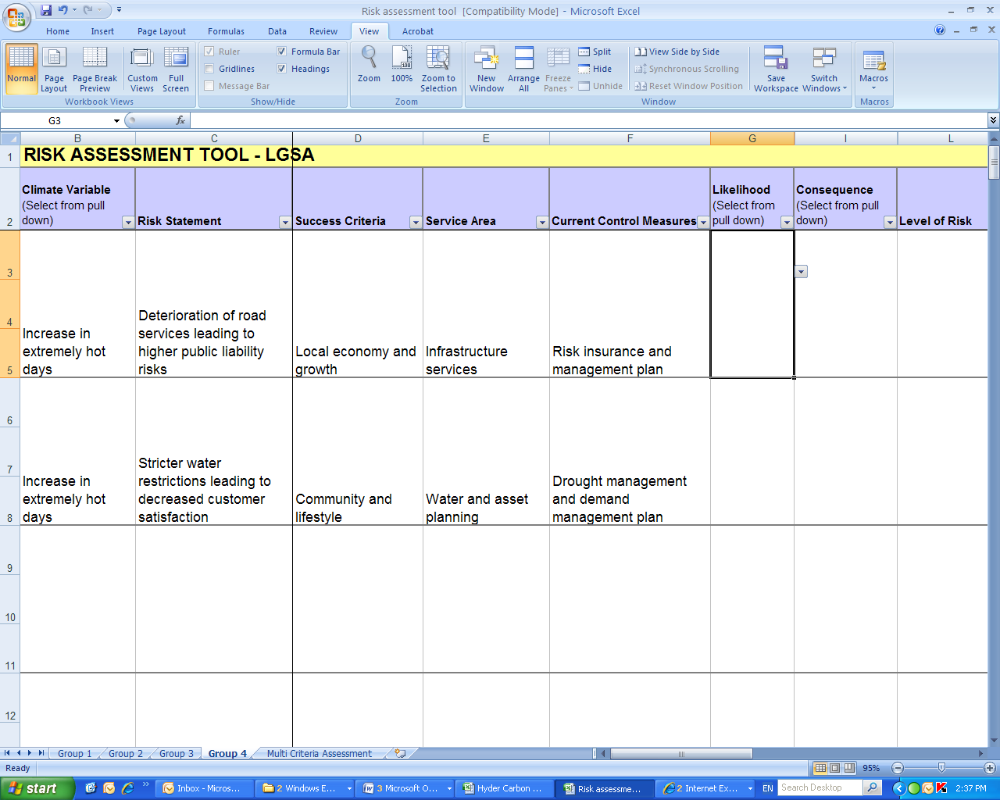 Risk assessment tool [Compatibility Mode] - Microsoft Excel
Home Insert Page Layout Formulas Data Review View Acrobat
Normal
Page Layout
Page Break Preview
Custom Views
Full Screen
Workbook Views
Ruler
Gridlines
Message Bar
Formula Bar
Headings
Show/Hide
Zoom
100
100%
Zoom to Selection
Zoom
New Window
Arrange All
Freeze Panes
Split
Hide
Unhide
View Side by Side
Synchronous Scrolling
Reset Window Position
Window
Save Workspace
Switch Windows
Macros
Macros
G3
fx
B C D E F G I L
1
RISK ASSESSMENT TOOL - LGSA
2
Climate Variable
(Select from pull
down)
Risk Statement
Success Criteria
Service Area
Current Control Measures
Likelihood
(Select from
pull down)
Consequence
(Select from pull
down)
Level of Risk
3
4
5
Increase in
extremely hot
days
Deterioration of road
services leading to
higher public liability
risks
Local economy and
growth
Infrastructure
services
Risk insurance and
management plan
6
7
8
Increase in
extremely hot
days
Stricter water
restrictions leading to
decreased customer
satisfaction
Community and
lifestyle
Water and asset
planning
Drought management
and demand
management plan
9
10
11
12
Group 1 Group 2 Group 3 Group 4 Multi Criteria Assessment
Ready
95%
start
Inbox - Micros...
2 Windows E...
3 Microsoft O...
Hyder Carbon ...
Risk assessme...
2 Internet Ex...
EN
Search Desktop
2:37 PM